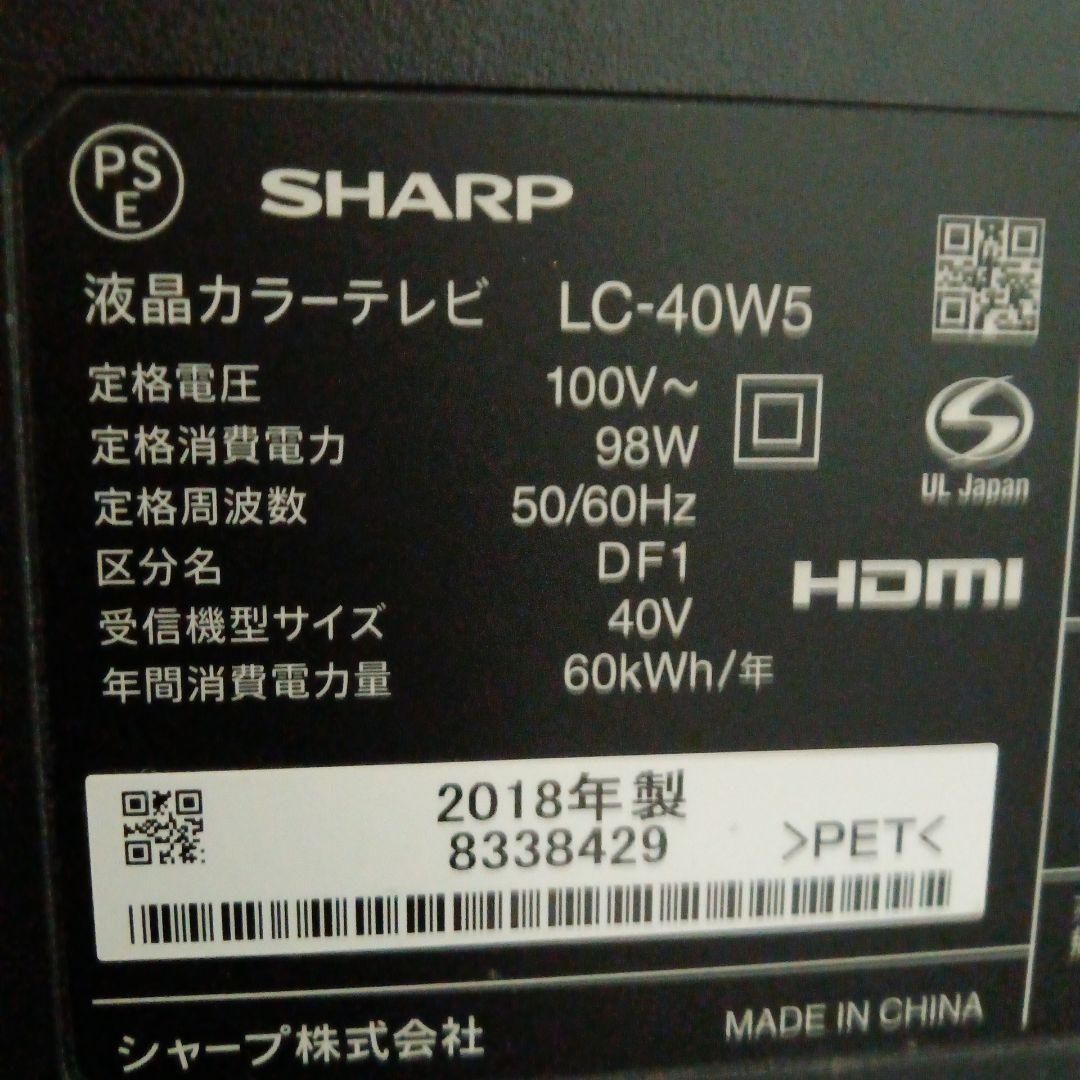 PSE
SHARP
液晶カラーテレビ LC-40W5
定格電圧 100V～
定格消費電力 98W
定格周波数 50/60Hz
区分名 DF1
受信機型サイズ 40V
年間消費電力量 60kWh/年
UL Japan
HDMI
2018年製
8338429
>PET<
シャープ株式会社
MADE IN CHINA